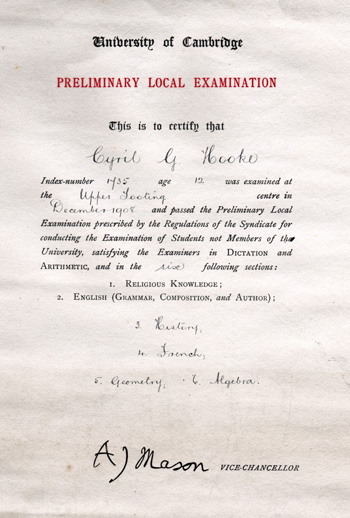 University of Cambridge
PRELIMINARY LOCAL EXAMINATION
This is to certify that
Cyril G Hooke
Index-number 1735 age 12 was examined at
the Upper Tooting centre in
December 1908 and passed the Preliminary Local
Examination prescribed by the Regulations of the Syndicate for
conducting the Examination of Students not Members of the
University, satisfying the Examiners in DICTATION and
ARITHMETIC, and in the six following sections:
1. RELIGIOUS KNOWLEDGE;
2. ENGLISH (GRAMMAR, COMPOSITION, and AUTHOR);
3. History,
4. French,
5. Geometry, 6. Algebra.
A J Mason VICE-CHANCELLOR